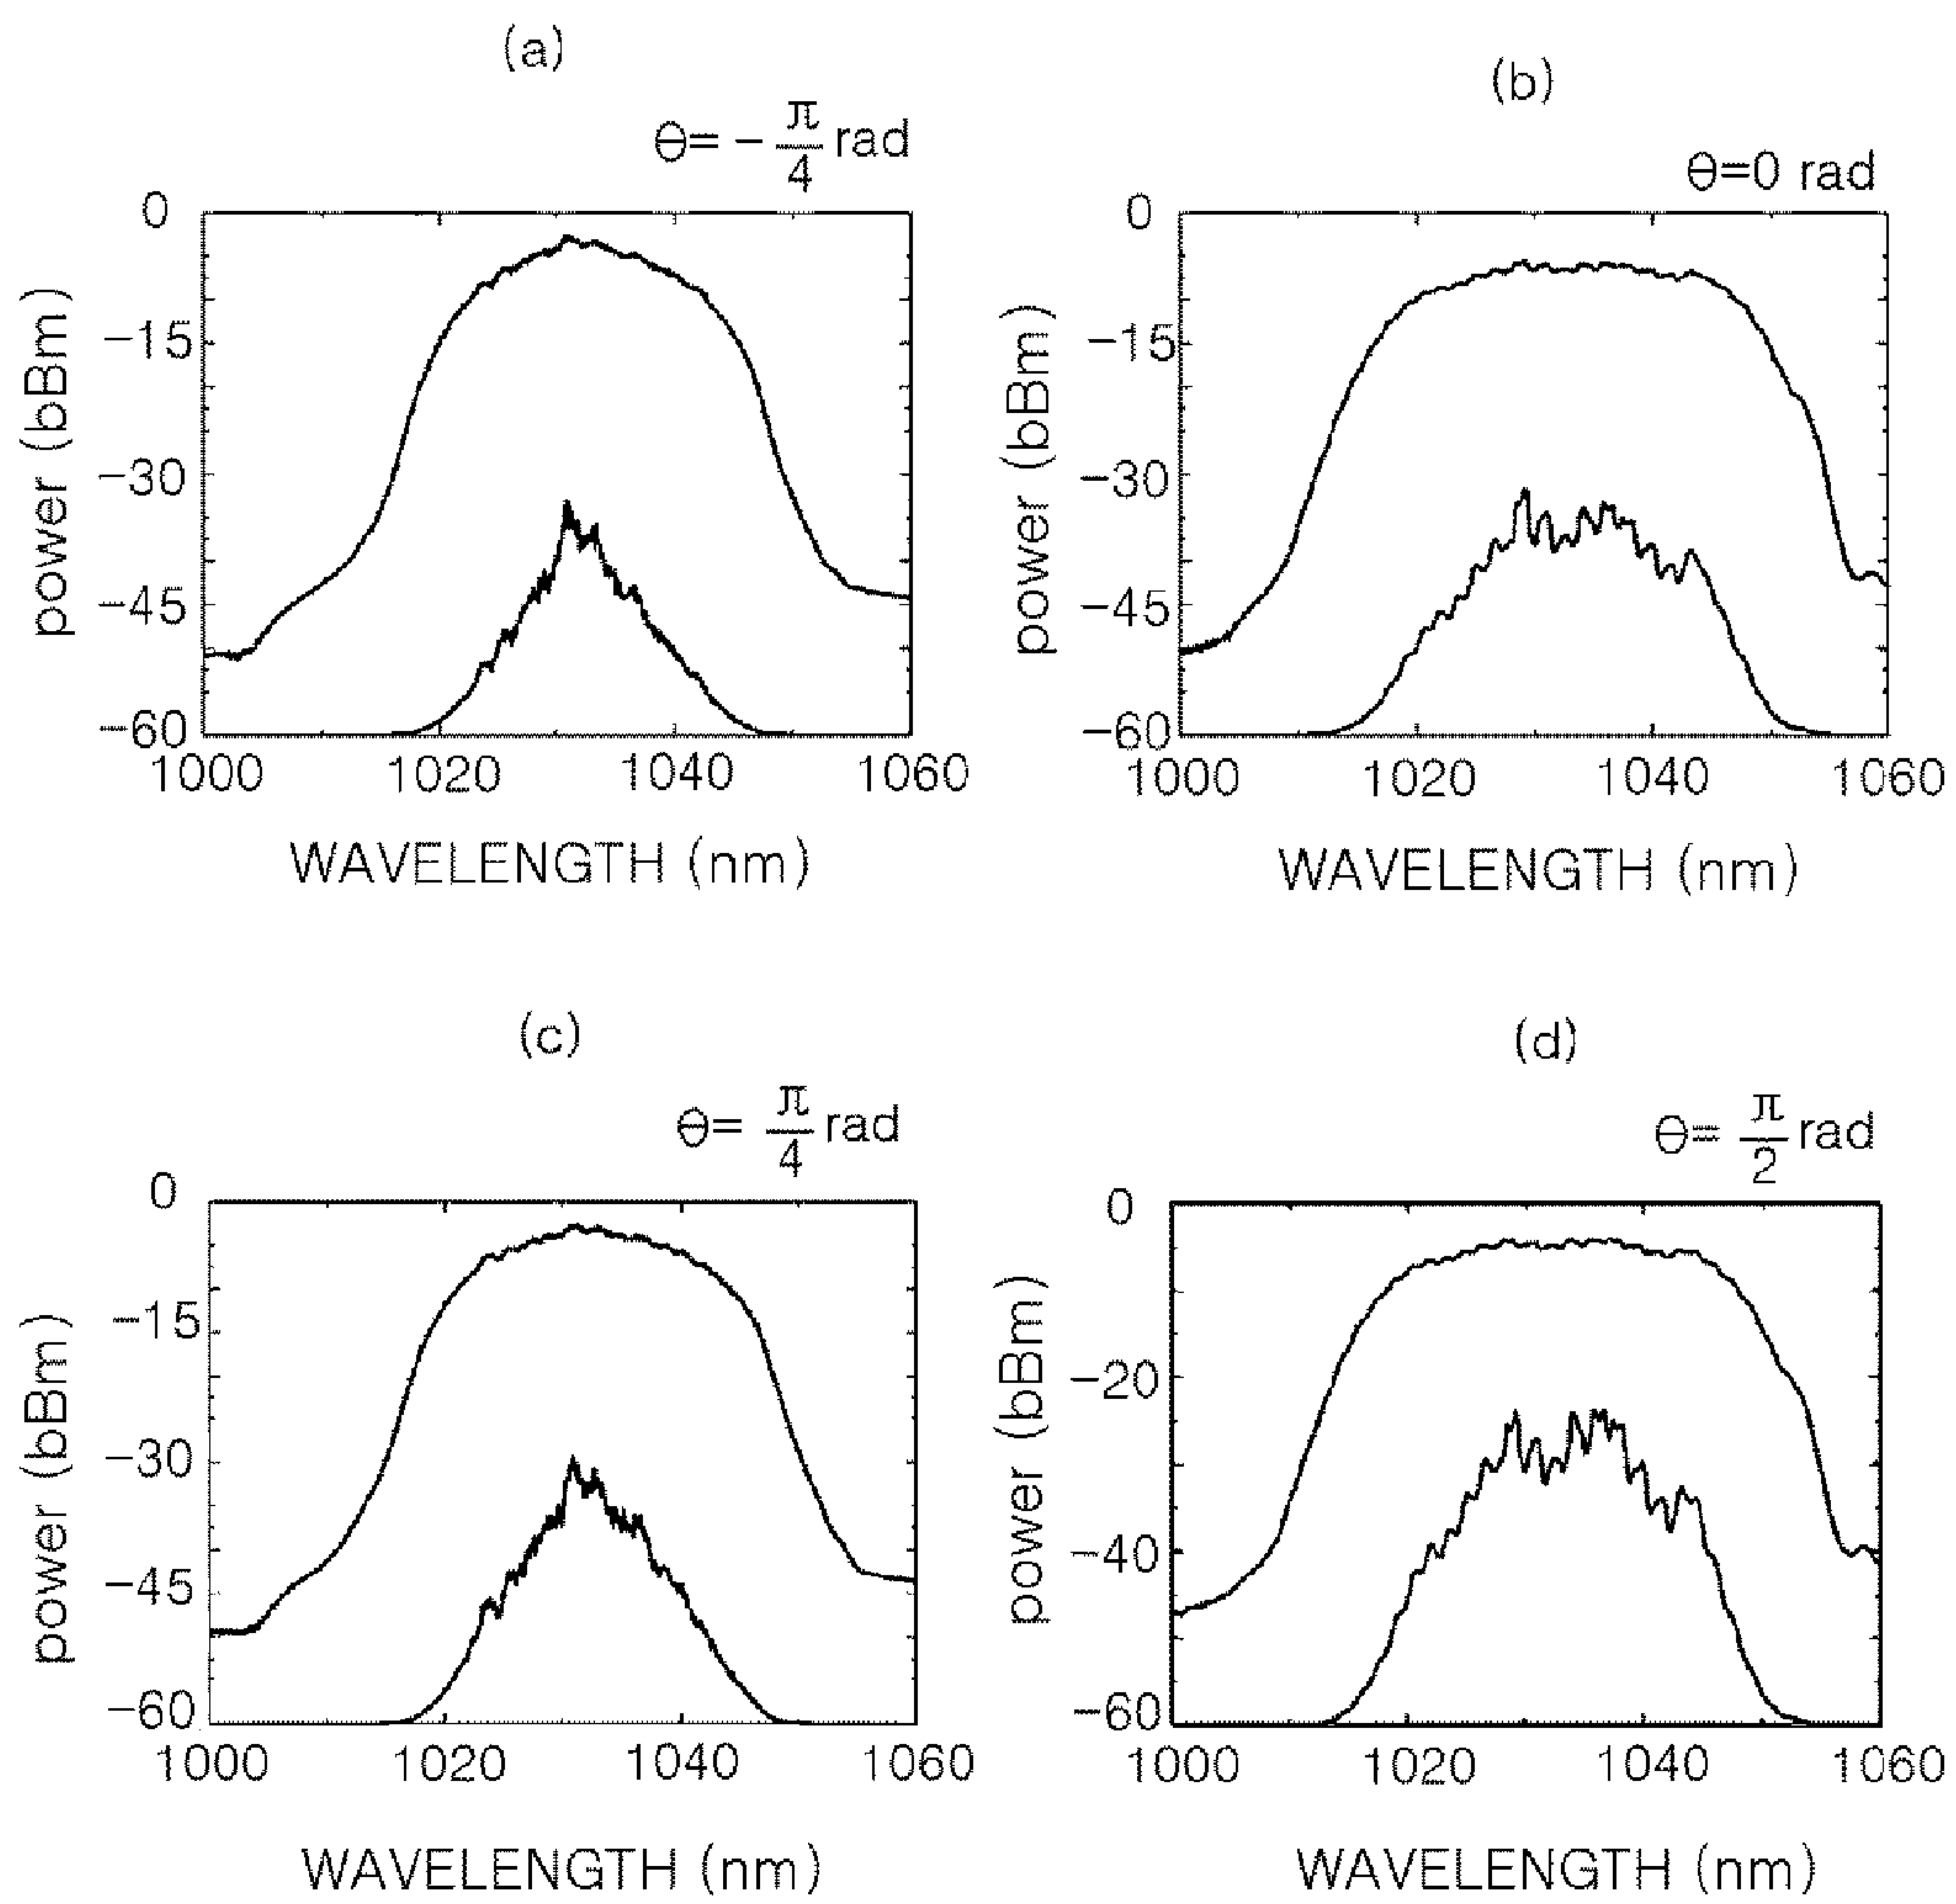 (a)
θ= − π/4 rad
power (bBm)
0
−15
−30
−45
−60
1000 1020 1040 1060
WAVELENGTH (nm)
(b)
θ=0 rad
power (bBm)
0
−15
−30
−45
−60
1000 1020 1040 1060
WAVELENGTH (nm)
(c)
θ= π/4 rad
power (bBm)
0
−15
−30
−45
−60
1000 1020 1040 1060
WAVELENGTH (nm)
(d)
θ= π/2 rad
power (bBm)
0
−20
−40
−60
1000 1020 1040 1060
WAVELENGTH (nm)